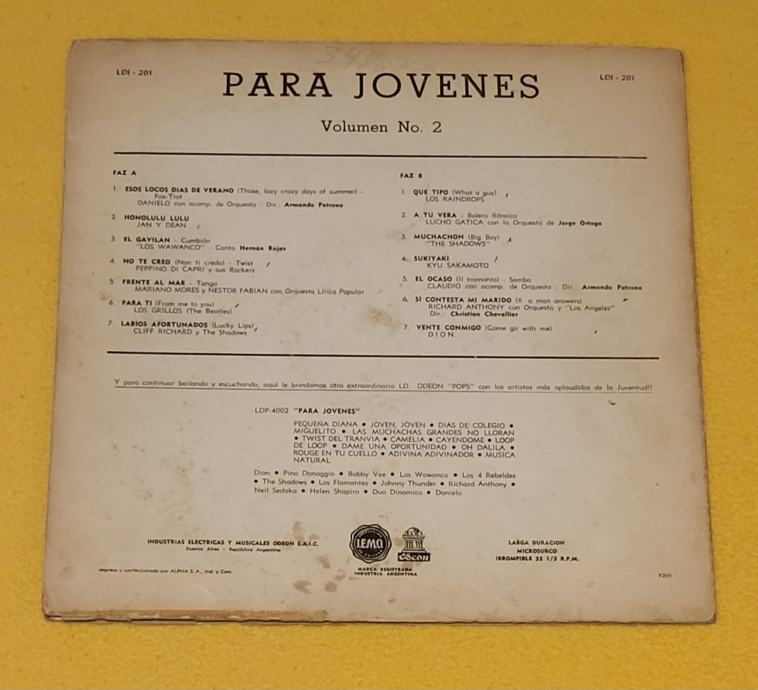 LDI - 201
PARA JOVENES
LDI - 201
Volumen No. 2
FAZ A
1. ESOS LOCOS DIAS DE VERANO (Those, lazy crazy days of summer) -
Fox-Trot
DANIELO con acomp. de Orquesta - Dir. Armando Patrono
2. HONOLULU LULU
JAN Y DEAN
3. EL GAVILAN - Cumbión
"LOS WAWANCO" - Canta Hernán Rojas
4. NO TE CREO (Non ti credo) - Twist
PEPPINO DI CAPRI y sus Rockers
5. FRENTE AL MAR - Tango
MARIANO MORES y NESTOR FABIAN con Orquesta Lírica Popular
6. PARA TI (From me to you)
LOS GRILLOS (The Beatles)
7. LABIOS AFORTUNADOS (Lucky Lips)
CLIFF RICHARD y The Shadows
FAZ B
1. QUE TIPO (What a guy)
LOS RAINDROPS
2. A TU VERA - Bolero Rítmico
LUCHO GATICA con la Orquesta de Jorge Ortega
3. MUCHACHON (Big Boy)
"THE SHADOWS"
4. SUKIYAKI
KYU SAKAMOTO
5. EL OCASO (Il tramonto) - Samba
CLAUDIO con acomp. de Orquesta - Dir. Armando Patrono
6. SI CONTESTA MI MARIDO (If a man answers)
RICHARD ANTHONY con Orquesta y "Los Angeles"
Dir.: Christian Chevallier
7. VENTE CONMIGO (Come go with me)
DION
Y para continuar bailando y escuchando, aquí le brindamos otro extraordinario LD. ODEON "POPS" con los artistas más aplaudidos de la Juventud!!
LDP-4002 "PARA JOVENES"
PEQUEÑA DIANA • JOVEN, JOVEN • DIAS DE COLEGIO •
MIGUELITO • LAS MUCHACHAS GRANDES NO LLORAN
• TWIST DEL TRANVIA • CAMELIA • CAYENDOME • LOOP
DE LOOP • DAME UNA OPORTUNIDAD • OH DALILA •
ROUGE EN TU CUELLO • ADIVINA ADIVINADOR • MUSICA
NATURAL
Dion • Pino Donaggio • Bobby Vee • Los Wawanco • Los 4 Rebeldes
• The Shadows • Los Flamantes • Johnny Thunder • Richard Anthony •
Neil Sedaka • Helen Shapiro • Duo Dinamico • Danielo
INDUSTRIAS ELECTRICAS Y MUSICALES ODEON S.A.I.C.
Buenos Aires - República Argentina
IEMO
Odeon
MARCA REGISTRADA
INDUSTRIA ARGENTINA
LARGA DURACION
MICROSURCO
IRROMPIBLE 33 1/3 R.P.M.
Impreso y confeccionado por ALPHA S. A., Ind. y Com.